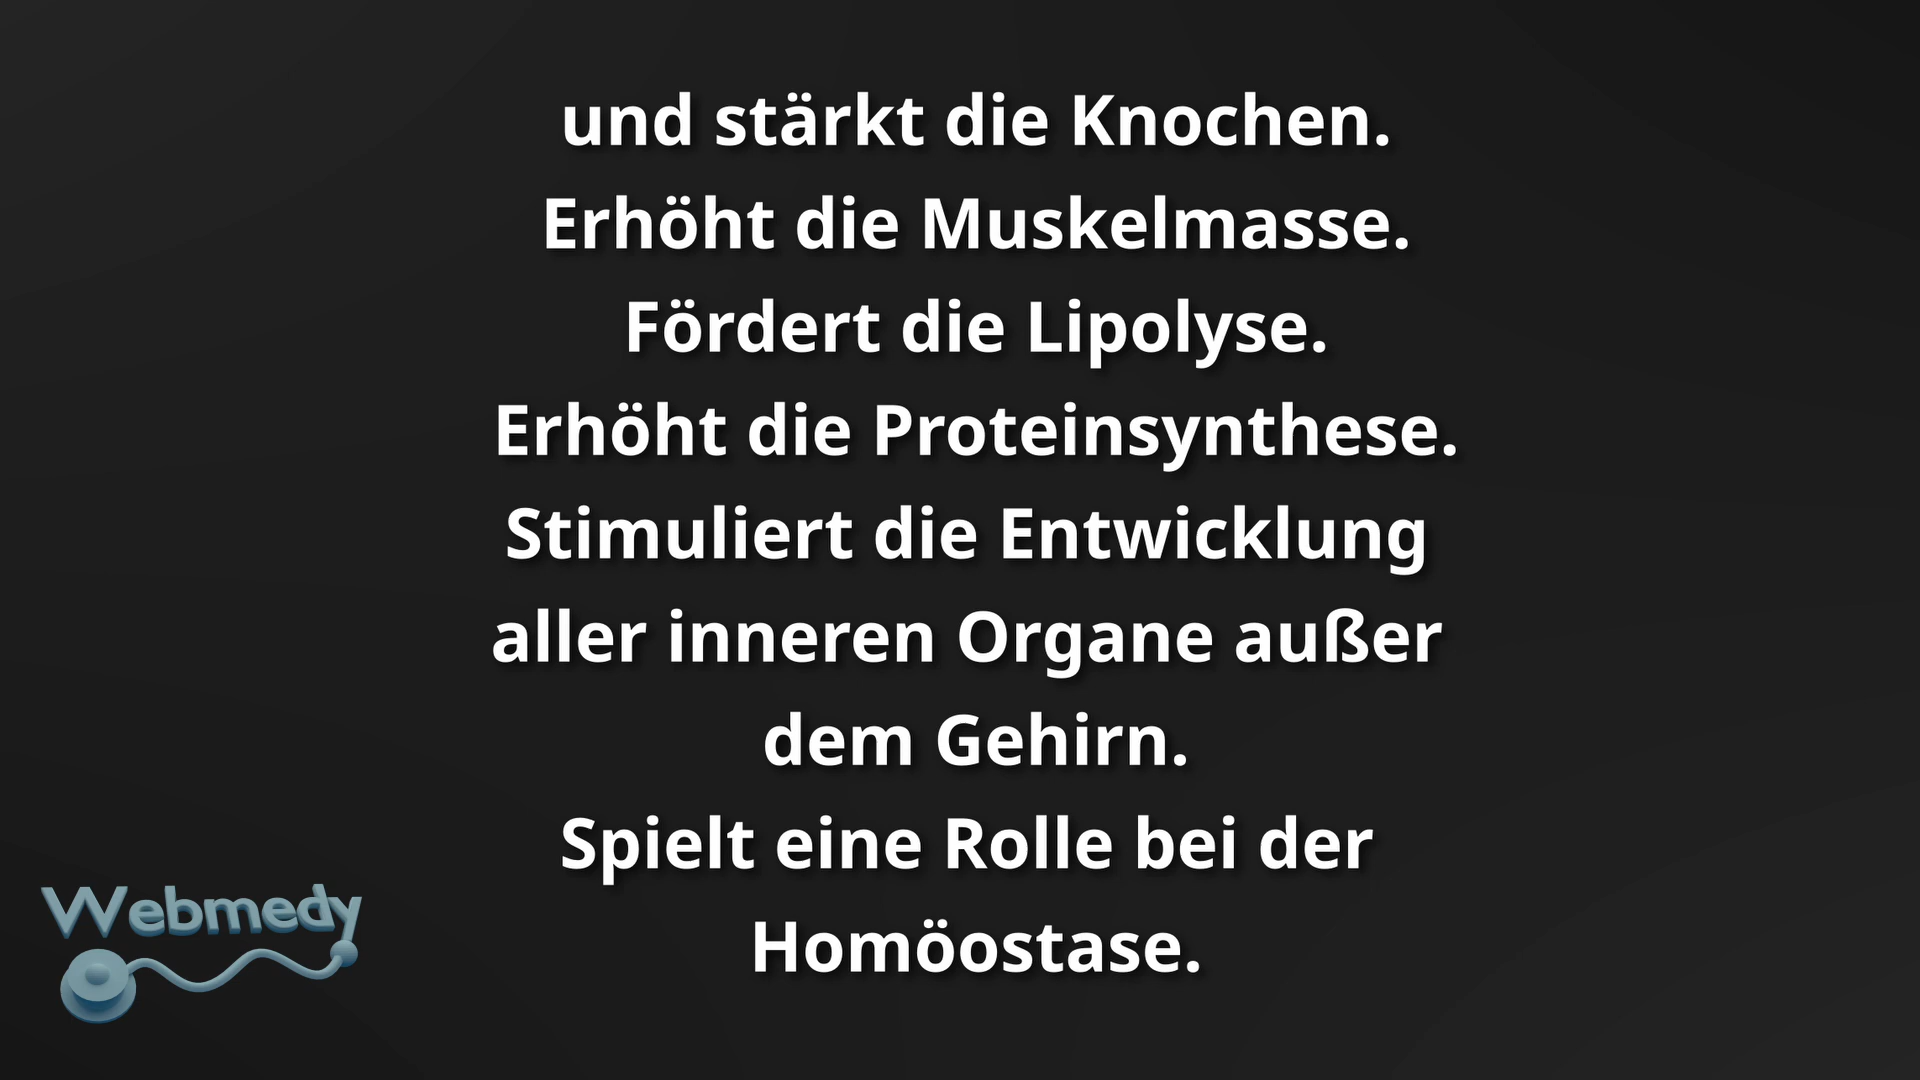 und stärkt die Knochen.
Erhöht die Muskelmasse.
Fördert die Lipolyse.
Erhöht die Proteinsynthese.
Stimuliert die Entwicklung
aller inneren Organe außer
dem Gehirn.
Spielt eine Rolle bei der
Homöostase.
Webmedy